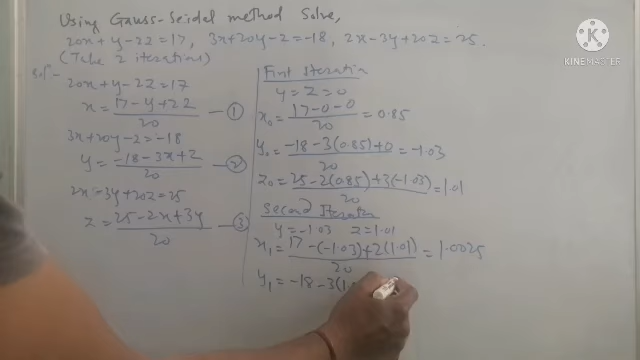 Using Gauss-Seidel method Solve,
20x+y-2z=17, 3x+20y-z=-18, 2x-3y+20z=25.
(Take 2 iterations)
Solⁿ-
20x+y-2z=17
x = (17-y+2z)/20 —①
3x+20y-z=-18
y = (-18-3x+z)/20 —②
2x-3y+20z=25
z = (25-2x+3y)/20 —③
First Iteration
y=z=0
x₀ = (17-0-0)/20 = 0.85
y₀ = (-18-3(0.85)+0)/20 = -1.03
z₀ = (25-2(0.85)+3(-1.03))/20 = 1.01
Second Iteration
y=-1.03 z=1.01
x₁ = (17-(-1.03)+2(1.01))/20 = 1.0025
y₁ = -18-3(1.
KINEMASTER